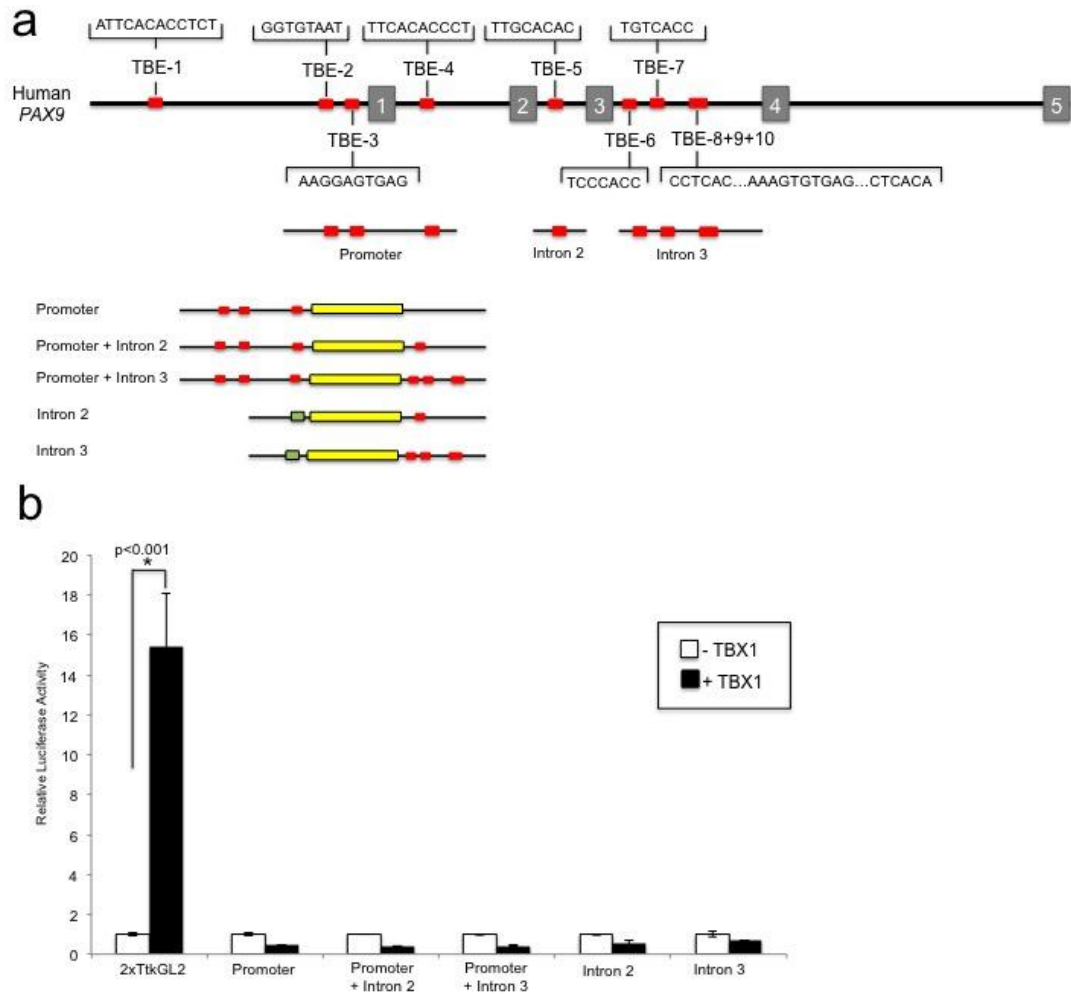 a
ATTCACACCTCT GGTGTAAT TTCACACCCT TTGCACAC TGTCACC
TBE-1 TBE-2 TBE-4 TBE-5 TBE-7
Human
PAX9
1 2 3 4 5
TBE-3 TBE-6 TBE-8+9+10
AAGGAGTGAG TCCCACC CCTCAC...AAAGTGTGAG...CTCACA
Promoter Intron 2 Intron 3
Promoter
Promoter + Intron 2
Promoter + Intron 3
Intron 2
Intron 3
b
p<0.001
*
Relative Luciferase Activity
20
18
16
14
12
10
8
6
4
2
0
- TBX1
+ TBX1
2xTtkGL2 Promoter Promoter Promoter Intron 2 Intron 3
+ Intron 2 + Intron 3